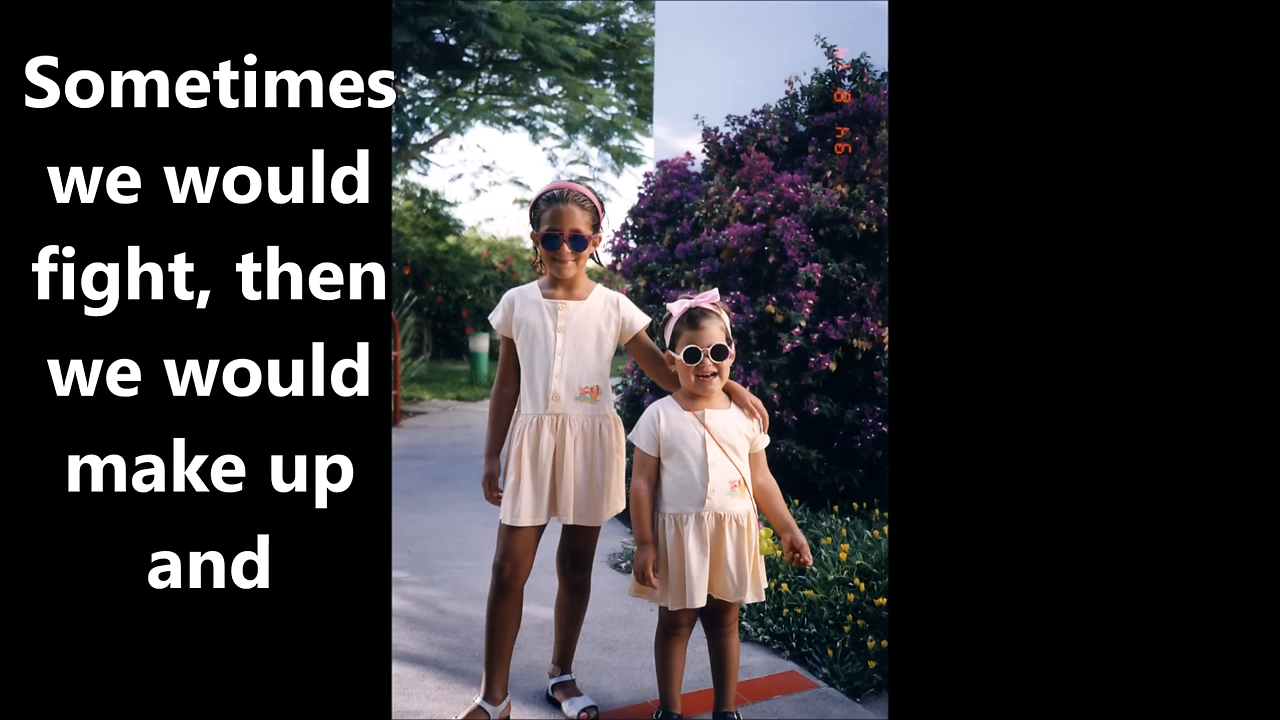 Sometimes
we would
fight, then
we would
make up
and